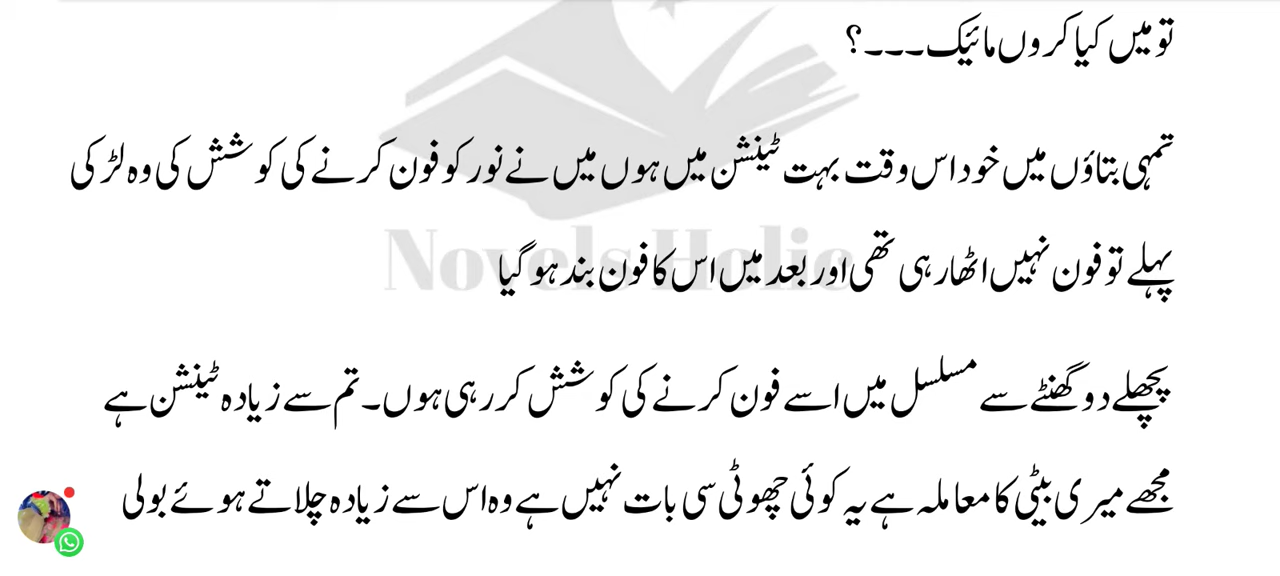 تو میں کیا کروں مائیک۔۔۔؟
تمہی بتاؤں میں خود اس وقت بہت ٹینشن میں ہوں میں نے نور کو فون کرنے کی کوشش کی وہ لڑکی
پہلے تو فون نہیں اٹھا رہی تھی اور بعد میں اس کا فون بند ہو گیا
Novels Holic
پچھلے دو گھنٹے سے مسلسل میں اسے فون کرنے کی کوشش کر رہی ہوں۔ تم سے زیادہ ٹینشن ہے
مجھے میری بیٹی کا معاملہ ہے یہ کوئی چھوٹی سی بات نہیں ہے وہ اس سے زیادہ چلاتے ہوئے بولی